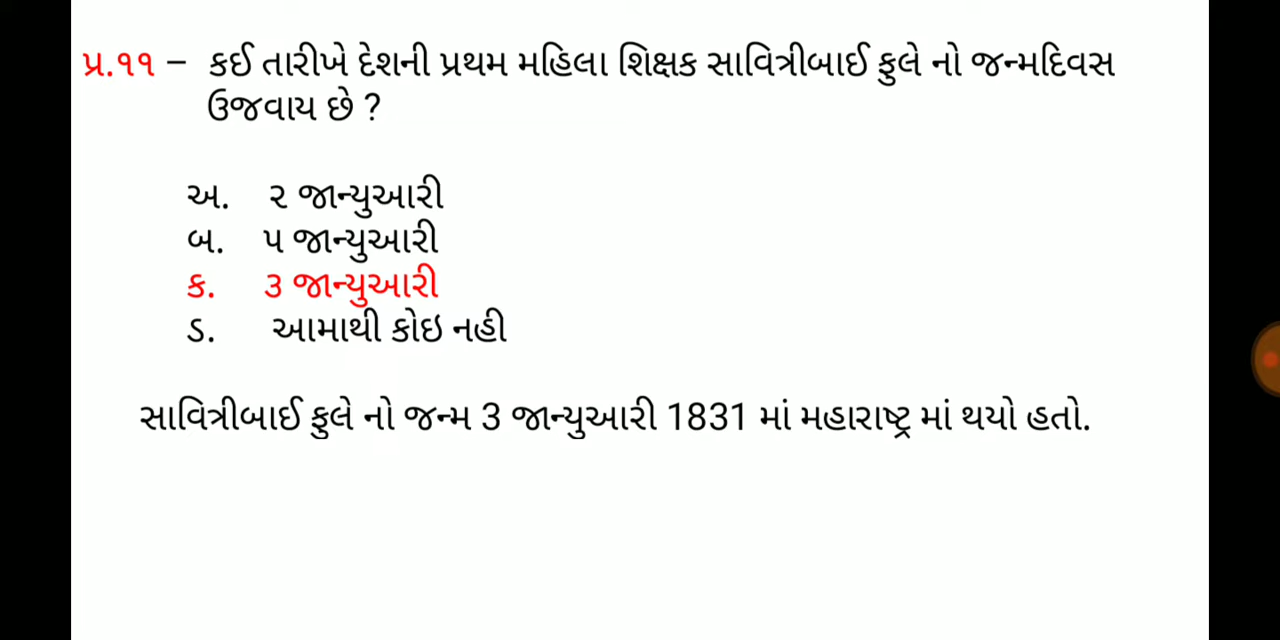 પ્ર.૧૧ – કઈ તારીખે દેશની પ્રથમ મહિલા શિક્ષક સાવિત્રીબાઈ ફુલે નો જન્મદિવસ
ઉજવાય છે ?
અ. ૨ જાન્યુઆરી
બ. ૫ જાન્યુઆરી
ક. ૩ જાન્યુઆરી
ડ. આમાથી કોઇ નહી
સાવિત્રીબાઈ ફુલે નો જન્મ 3 જાન્યુઆરી 1831 માં મહારાષ્ટ્ર માં થયો હતો.